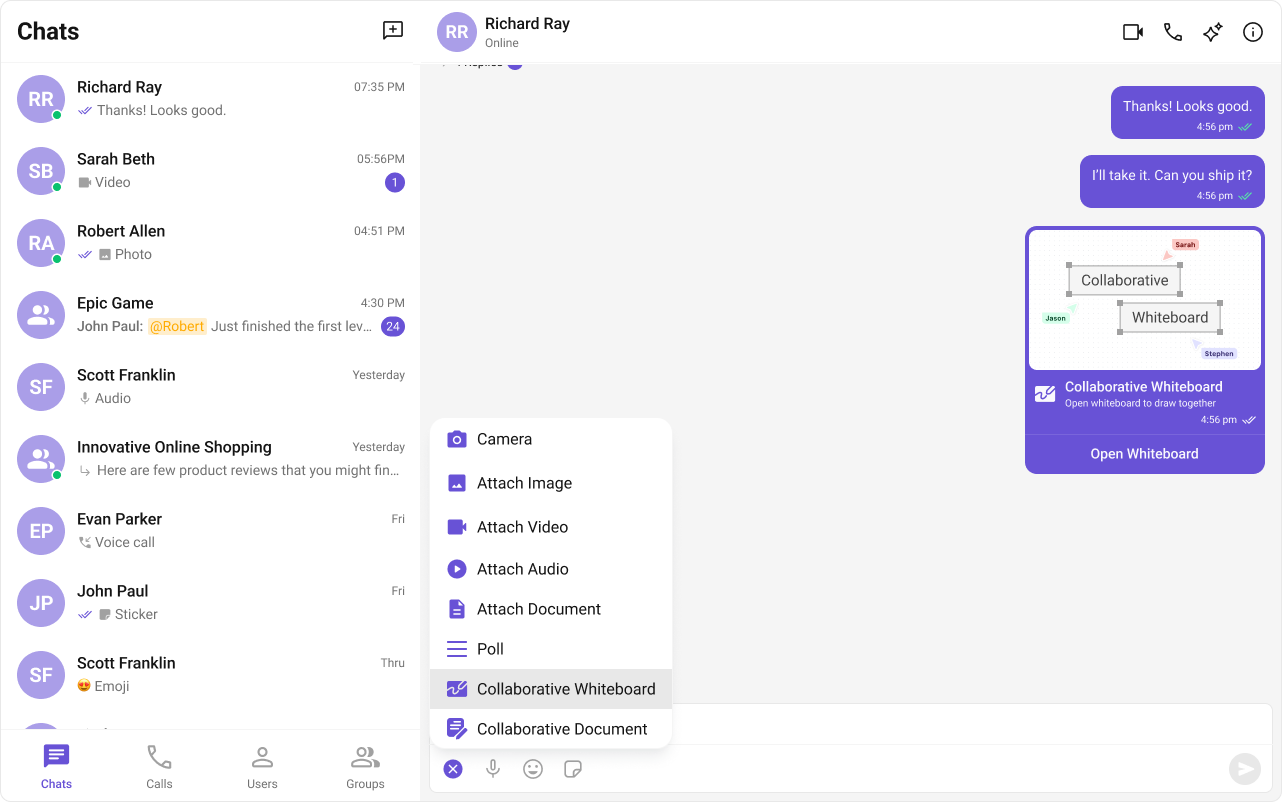 Chats
RR
Richard Ray
Online
RR
Richard Ray
07:35 PM
Thanks! Looks good.
SB
Sarah Beth
05:56PM
Video
1
RA
Robert Allen
04:51 PM
Photo
Epic Game
4:30 PM
John Paul: @Robert Just finished the first lev...
24
SF
Scott Franklin
Yesterday
Audio
Innovative Online Shopping
Yesterday
Here are few product reviews that you might fin...
EP
Evan Parker
Fri
Voice call
JP
John Paul
Fri
Sticker
SF
Scott Franklin
Thru
Emoji
Chats
Calls
Users
Groups
Thanks! Looks good.
4:56 pm
I'll take it. Can you ship it?
4:56 pm
Sarah
Collaborative
Jason
Whiteboard
Stephen
Collaborative Whiteboard
Open whiteboard to draw together
4:56 pm
Open Whiteboard
Camera
Attach Image
Attach Video
Attach Audio
Attach Document
Poll
Collaborative Whiteboard
Collaborative Document